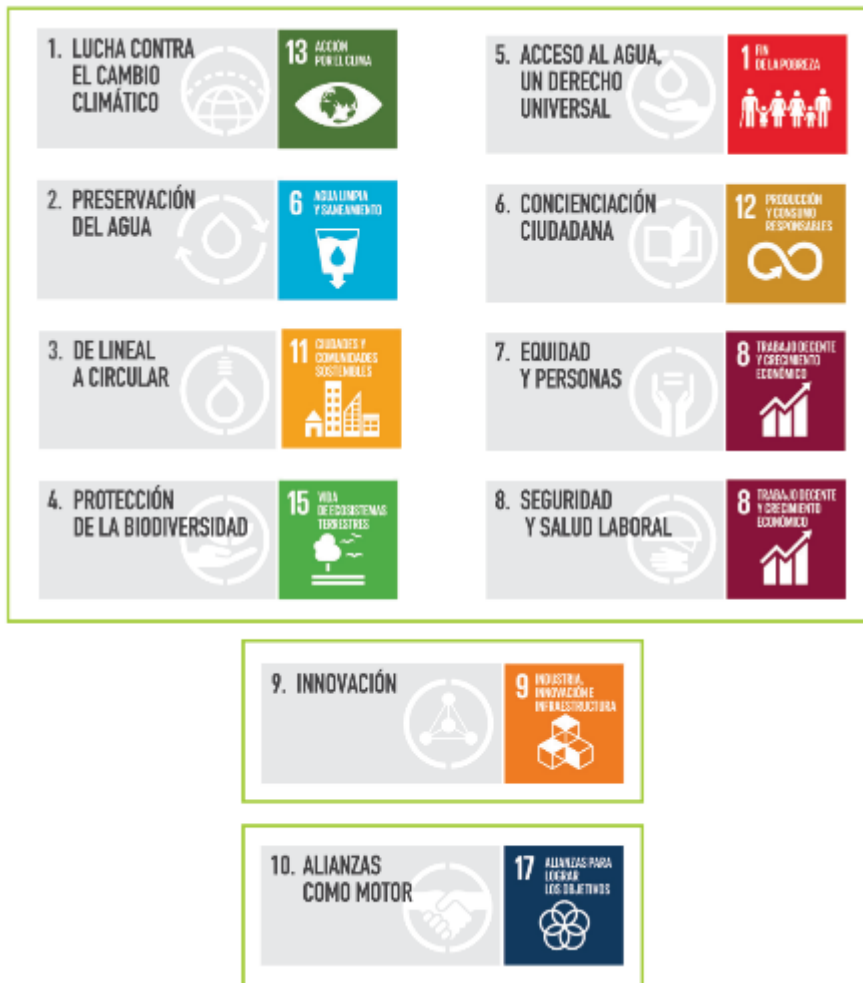 1. LUCHA CONTRA
EL CAMBIO
CLIMÁTICO
13 ACCIÓN
POR EL CLIMA
2. PRESERVACIÓN
DEL AGUA
6 AGUA LIMPIA
Y SANEAMIENTO
3. DE LINEAL
A CIRCULAR
11 CIUDADES Y
COMUNIDADES
SOSTENIBLES
4. PROTECCIÓN
DE LA BIODIVERSIDAD
15 VIDA
DE ECOSISTEMAS
TERRESTRES
5. ACCESO AL AGUA,
UN DERECHO
UNIVERSAL
1 FIN
DE LA POBREZA
6. CONCIENCIACIÓN
CIUDADANA
12 PRODUCCIÓN
Y CONSUMO
RESPONSABLES
7. EQUIDAD
Y PERSONAS
8 TRABAJO DECENTE
Y CRECIMIENTO
ECONÓMICO
8. SEGURIDAD
Y SALUD LABORAL
8 TRABAJO DECENTE
Y CRECIMIENTO
ECONÓMICO
9. INNOVACIÓN
9 INDUSTRIA,
INNOVACIÓN E
INFRAESTRUCTURA
10. ALIANZAS
COMO MOTOR
17 ALIANZAS PARA
LOGRAR
LOS OBJETIVOS